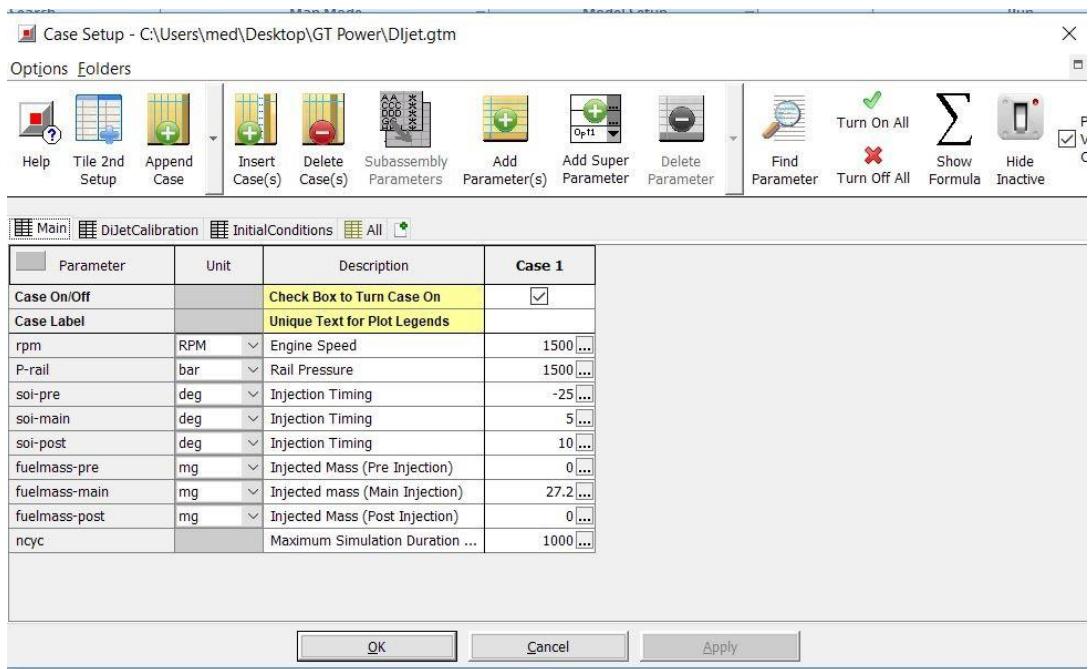 Case Setup - C:\Users\med\Desktop\GT Power\DIjet.gtm
Options Folders
Help
Tile 2nd Setup
Append Case
Insert Case(s)
Delete Case(s)
Subassembly Parameters
Add Parameter(s)
Add Super Parameter
Delete Parameter
Find Parameter
Turn On All
Turn Off All
Show Formula
Hide Inactive
Main DiJetCalibration InitialConditions All
Parameter Unit Description Case 1
Case On/Off Check Box to Turn Case On
Case Label Unique Text for Plot Legends
rpm RPM Engine Speed 1500 ...
P-rail bar Rail Pressure 1500 ...
soi-pre deg Injection Timing -25 ...
soi-main deg Injection Timing 5 ...
soi-post deg Injection Timing 10 ...
fuelmass-pre mg Injected Mass (Pre Injection) 0 ...
fuelmass-main mg Injected mass (Main Injection) 27.2 ...
fuelmass-post mg Injected Mass (Post Injection) 0 ...
ncyc Maximum Simulation Duration ... 1000 ...
OK Cancel Apply